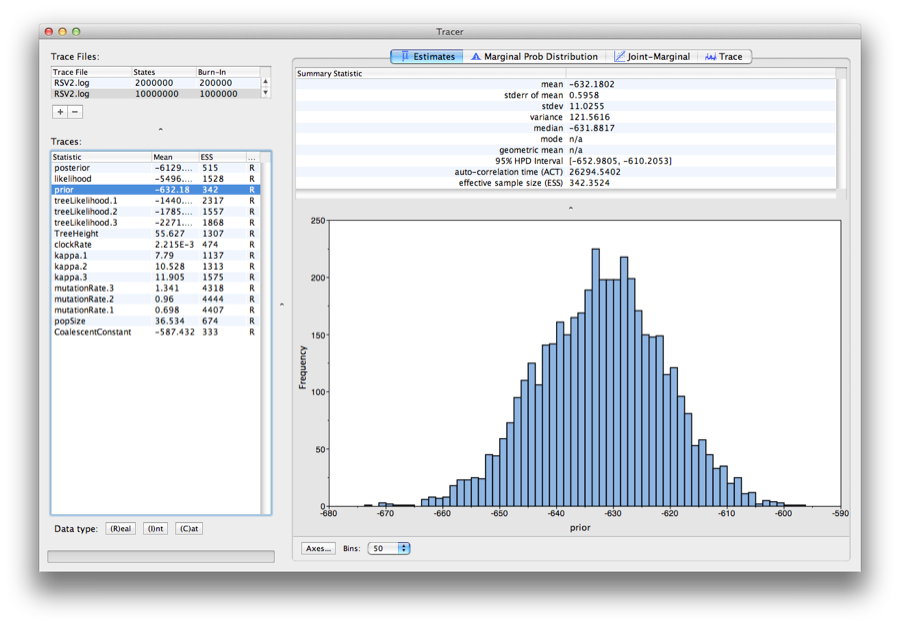 Tracer
Trace Files:
Trace File States Burn-In
RSV2.log 2000000 200000
RSV2.log 10000000 1000000
+ −
Traces:
Statistic Mean ESS ...
posterior -6129.... 515 R
likelihood -5496.... 1528 R
prior -632.18 342 R
treeLikelihood.1 -1440.... 2317 R
treeLikelihood.2 -1785.... 1557 R
treeLikelihood.3 -2271.... 1868 R
TreeHeight 55.627 1307 R
clockRate 2.215E-3 474 R
kappa.1 7.79 1137 R
kappa.2 10.528 1313 R
kappa.3 11.905 1575 R
mutationRate.3 1.341 4318 R
mutationRate.2 0.96 4444 R
mutationRate.1 0.698 4407 R
popSize 36.534 674 R
CoalescentConstant -587.432 333 R
Data type: (R)eal (I)nt (C)at
Estimates Marginal Prob Distribution Joint-Marginal Trace
Summary Statistic
mean -632.1802
stderr of mean 0.5958
stdev 11.0255
variance 121.5616
median -631.8817
mode n/a
geometric mean n/a
95% HPD Interval [-652.9805, -610.2053]
auto-correlation time (ACT) 26294.5402
effective sample size (ESS) 342.3524
250
200
150
100
50
0
Frequency
-680 -670 -660 -650 -640 -630 -620 -610 -600 -590
prior
Axes... Bins: 50